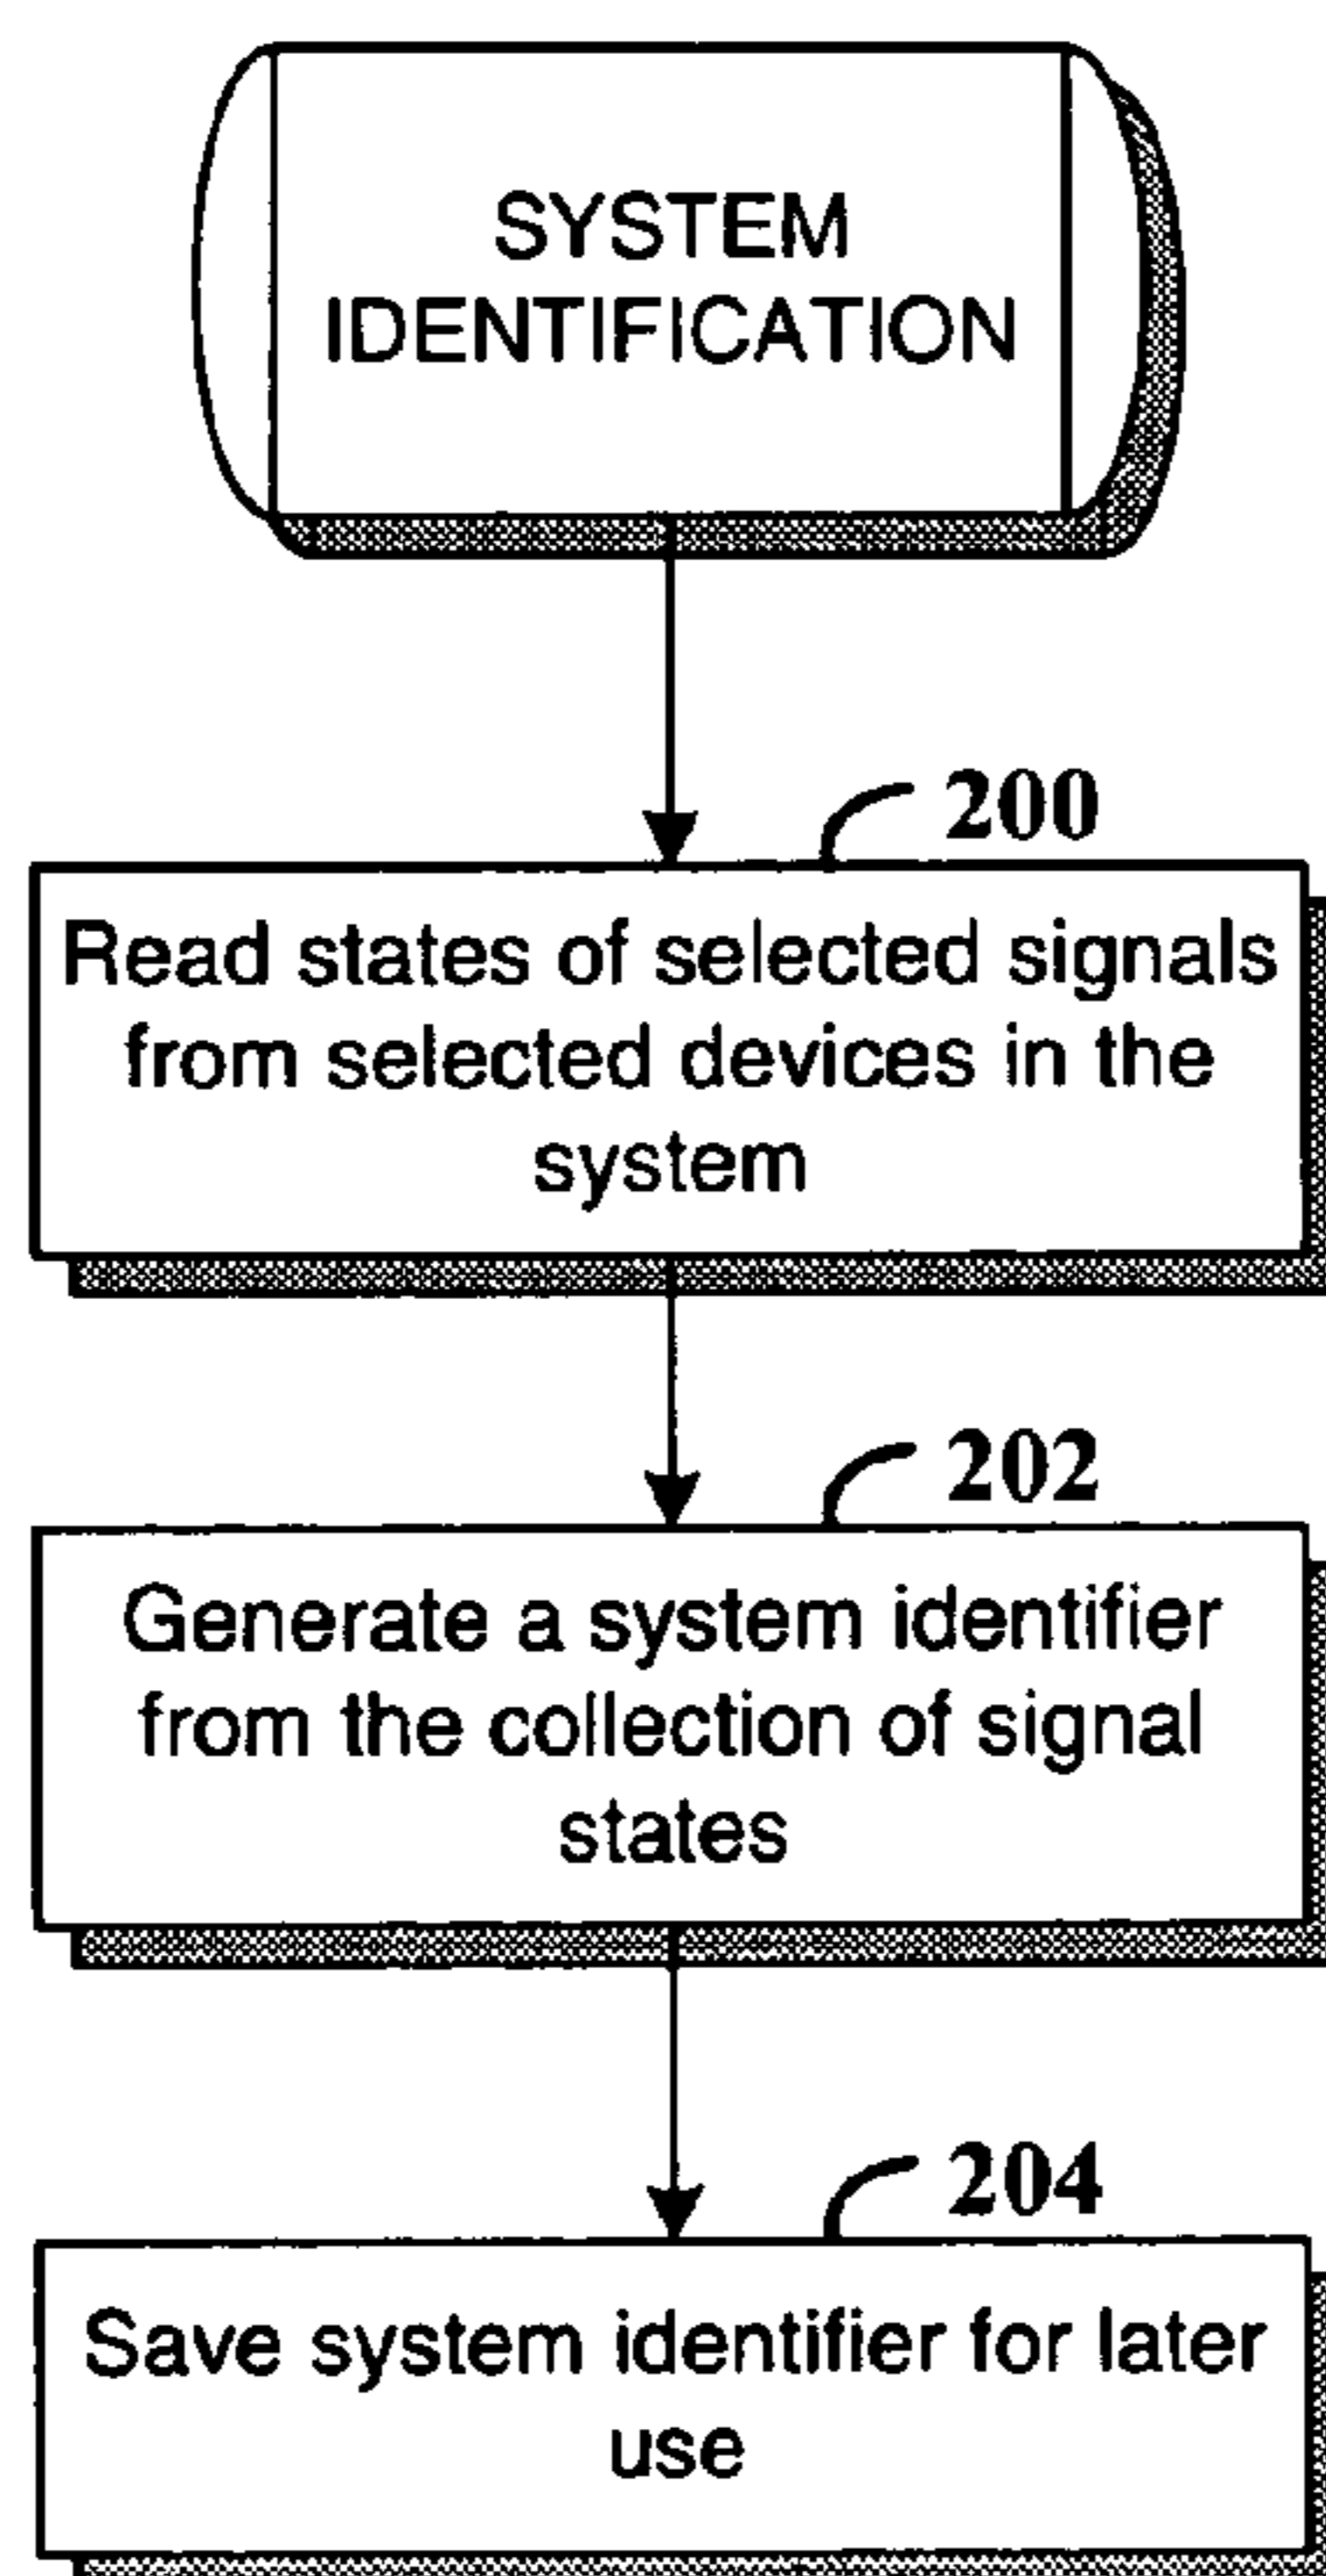 SYSTEM
IDENTIFICATION
200
Read states of selected signals
from selected devices in the
system
202
Generate a system identifier
from the collection of signal
states
204
Save system identifier for later
use